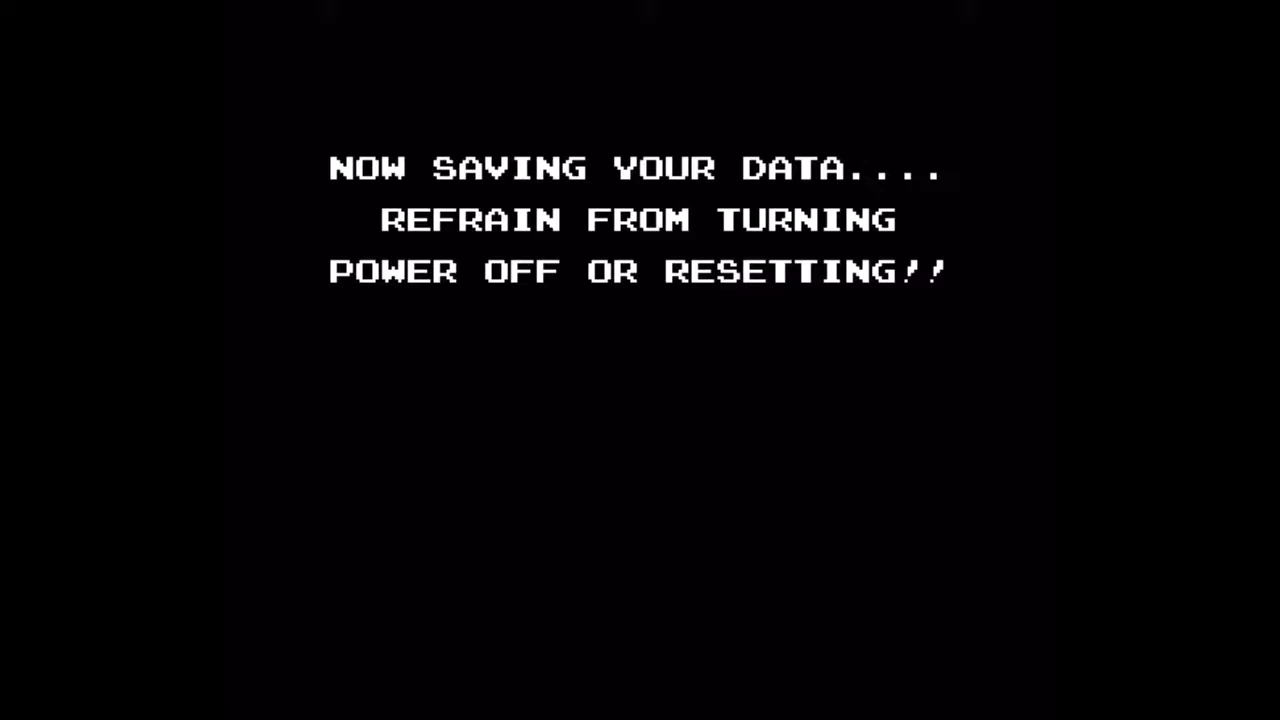 NOW SAVING YOUR DATA....
REFRAIN FROM TURNING
POWER OFF OR RESETTING!!